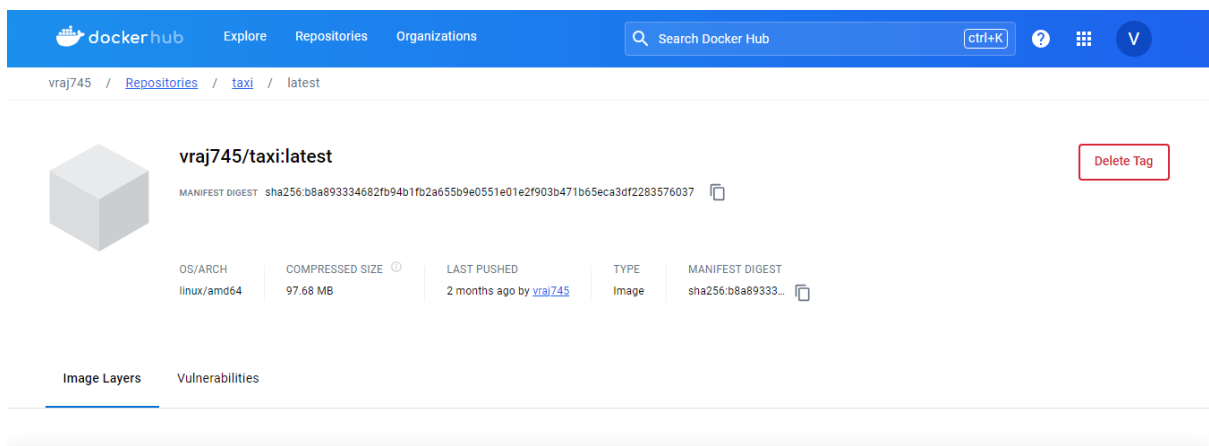 dockerhub Explore Repositories Organizations Search Docker Hub ctrl+K ? V
vraj745 / Repositories / taxi / latest
vraj745/taxi:latest
Delete Tag
MANIFEST DIGEST sha256:b8a893334682fb94b1fb2a655b9e0551e01e2f903b471b65eca3df2283576037
OS/ARCH COMPRESSED SIZE LAST PUSHED TYPE MANIFEST DIGEST
linux/amd64 97.68 MB 2 months ago by vraj745 Image sha256:b8a89333...
Image Layers Vulnerabilities